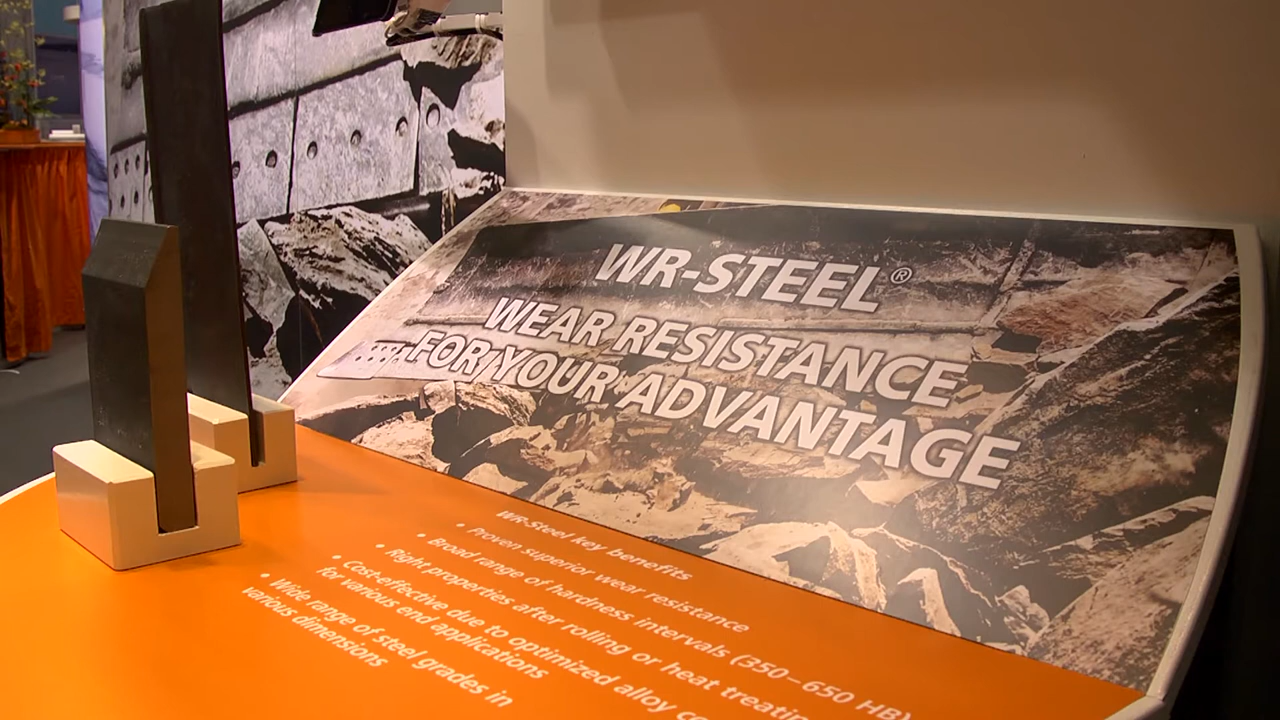 WR-STEEL®
WEAR RESISTANCE
FOR YOUR ADVANTAGE
WR-Steel key benefits
• Proven superior wear resistance
• Broad range of hardness intervals (350–650 HB)
• Right properties after rolling or heat
• Cost-effective due to optimized alloy
for various end applications
• Wide range of steel grades in
various dimensions